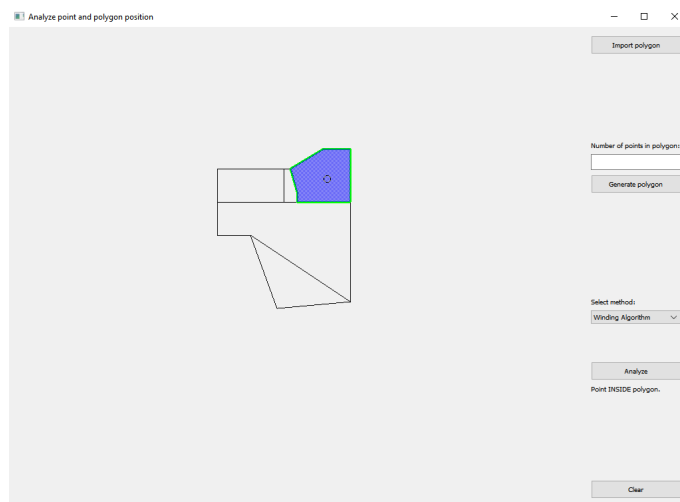 Analyze point and polygon position
Import polygon
Number of points in polygon:
Generate polygon
Select method:
Winding Algorithm
Analyze
Point INSIDE polygon.
Clear